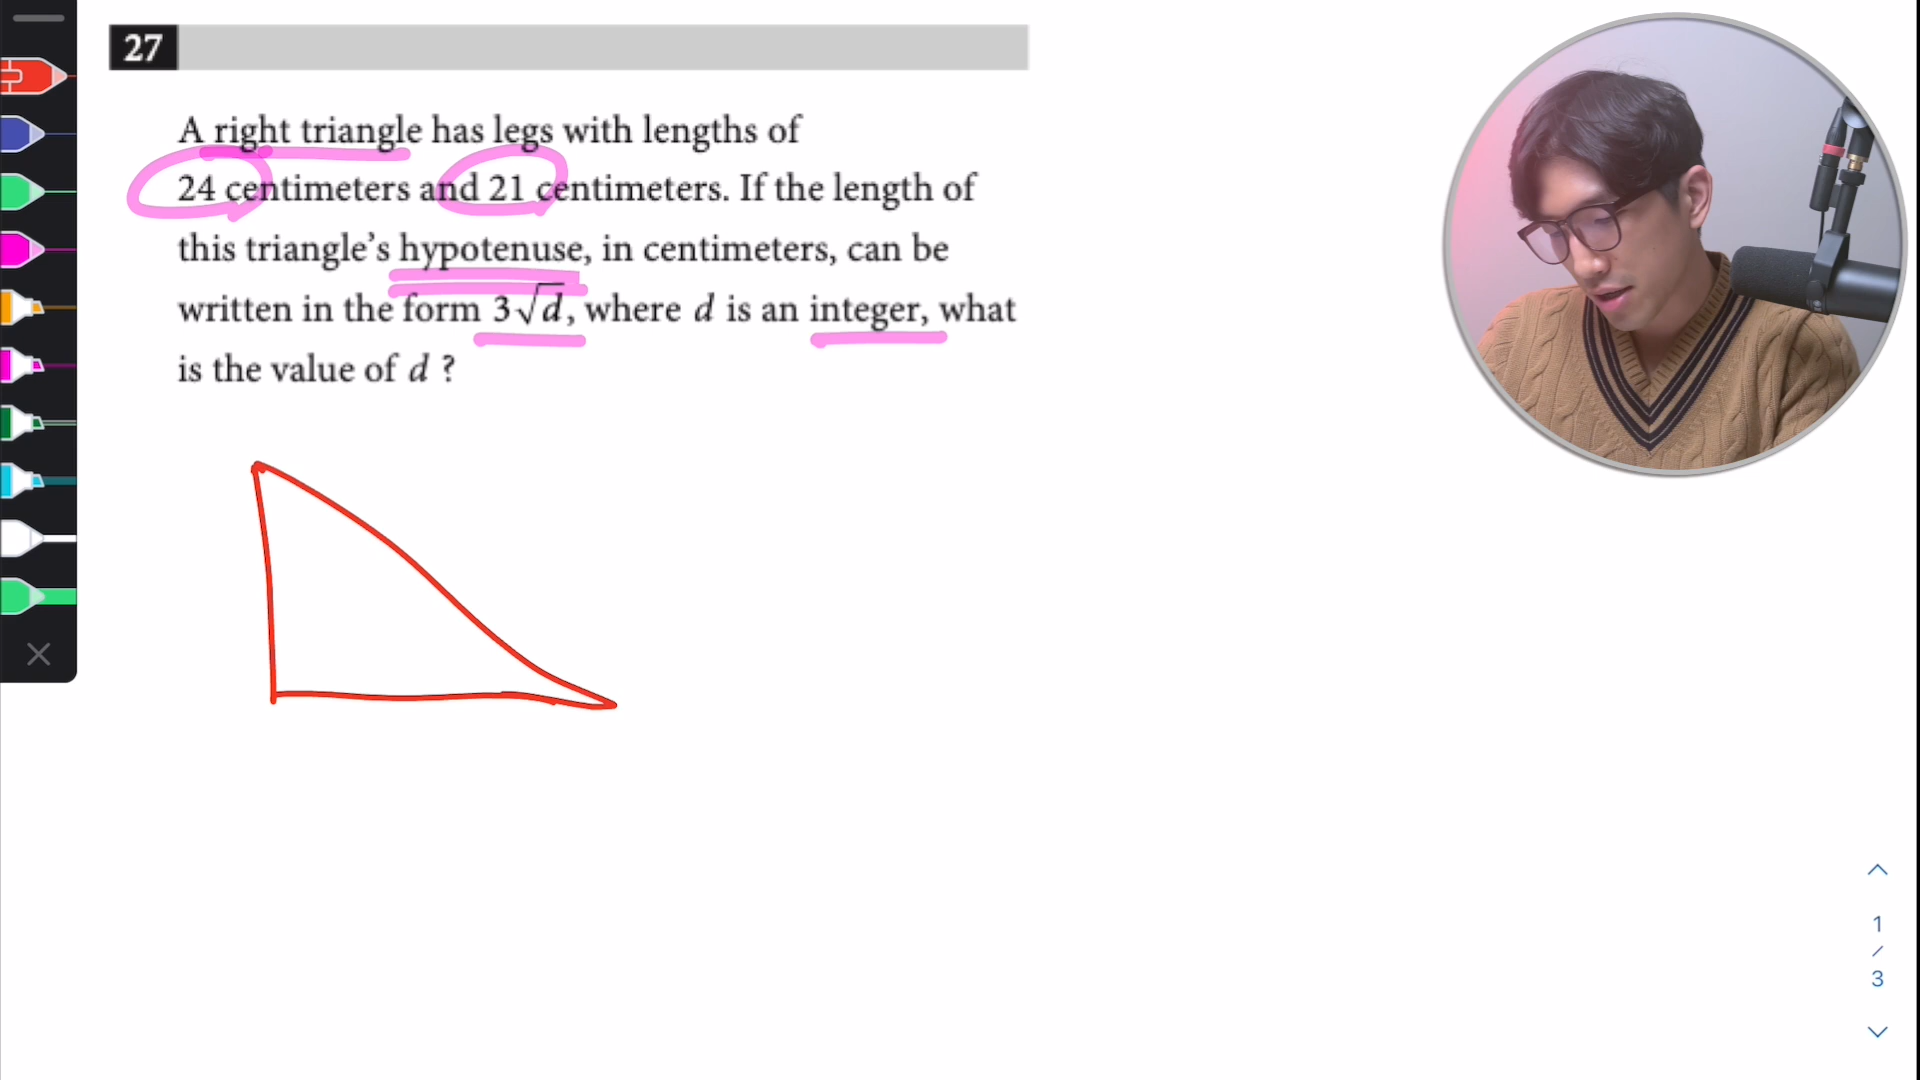 27
A right triangle has legs with lengths of
24 centimeters and 21 centimeters. If the length of
this triangle’s hypotenuse, in centimeters, can be
written in the form 3√d, where d is an integer, what
is the value of d ?
1
/
3